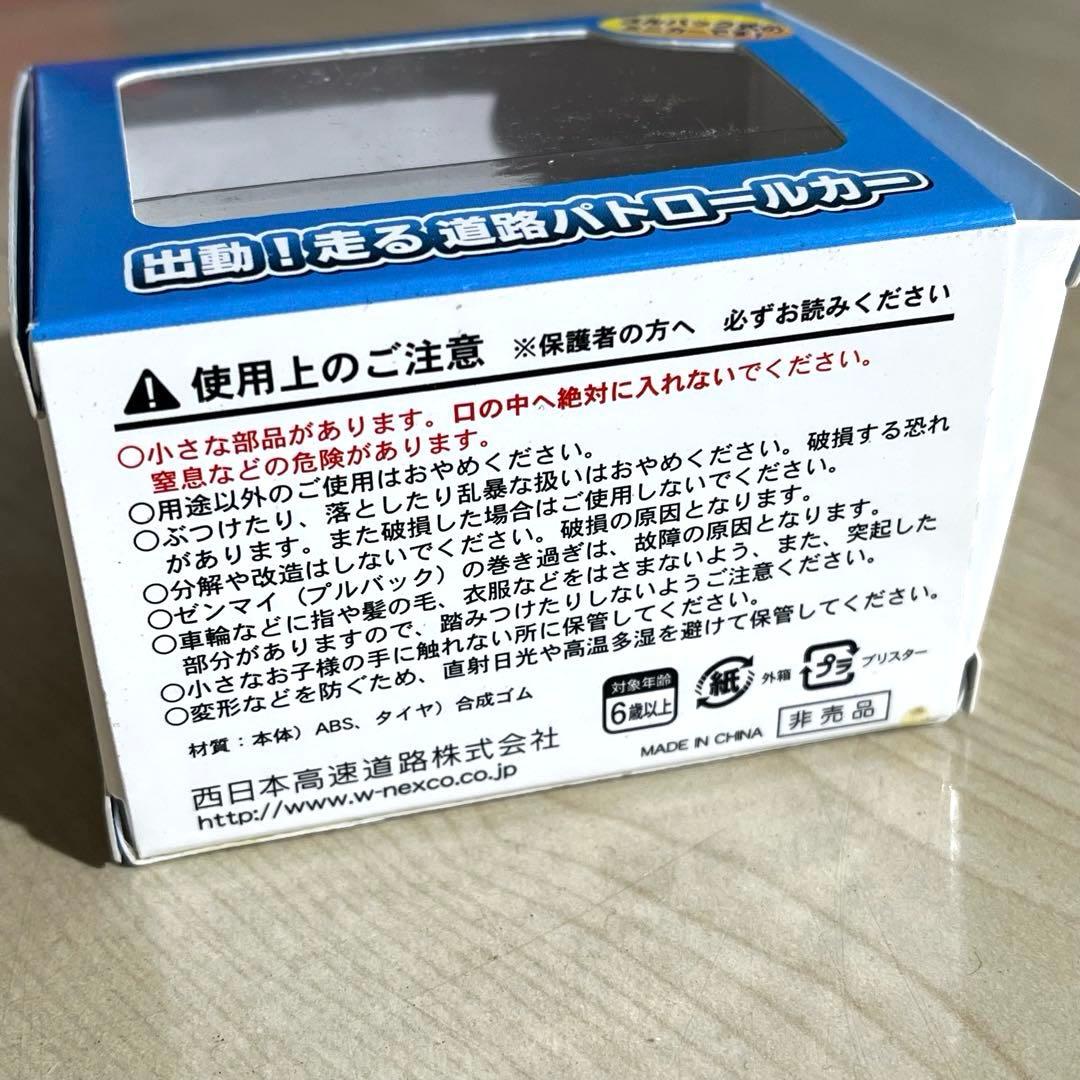 プルバック式の
ミニカーです!
出動!走る 道路パトロールカー
使用上のご注意 ※保護者の方へ 必ずお読みください
○小さな部品があります。口の中へ絶対に入れないでください。
窒息などの危険があります。
○用途以外のご使用はおやめください。
○ぶつけたり、落としたり乱暴な扱いはおやめください。破損する恐れ
があります。また破損した場合はご使用しないでください。
○分解や改造はしないでください。破損の原因となります。
○ゼンマイ(プルバック)の巻き過ぎは、故障の原因となります。
○車輪などに指や髪の毛、衣服などをはさまないよう、また、突起した
部分がありますので、踏みつけたりしないようご注意ください。
○小さなお子様の手に触れない所に保管してください。
○変形などを防ぐため、直射日光や高温多湿を避けて保管してください。
材質:本体)ABS、タイヤ)合成ゴム
対象年齢
6歳以上
紙 外箱 プラ ブリスター
西日本高速道路株式会社
MADE IN CHINA 非売品
http://www.w-nexco.co.jp